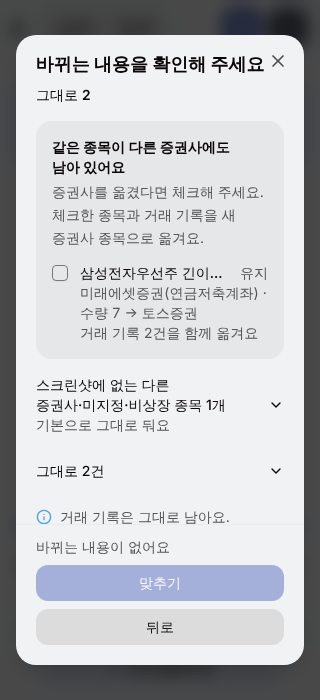 바뀌는 내용을 확인해 주세요
그대로 2
같은 종목이 다른 증권사에도
남아 있어요
증권사를 옮겼다면 체크해 주세요.
체크한 종목과 거래 기록을 새
증권사 종목으로 옮겨요.
삼성전자우선주 긴이... 유지
미래에셋증권(연금저축계좌) ·
수량 7 → 토스증권
거래 기록 2건을 함께 옮겨요
스크린샷에 없는 다른
증권사·미지정·비상장 종목 1개
기본으로 그대로 둬요
그대로 2건
거래 기록은 그대로 남아요.
바뀌는 내용이 없어요
맞추기
뒤로